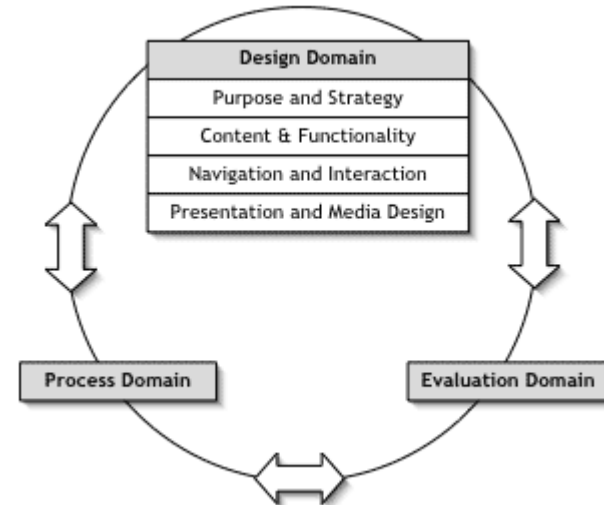 Design Domain
Purpose and Strategy
Content & Functionality
Navigation and Interaction
Presentation and Media Design
Process Domain
Evaluation Domain